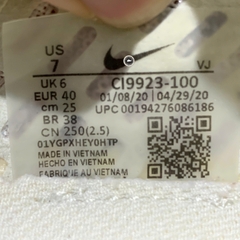 US
7
VJ
UK 6
CI9923-100
EUR 40
01/08/20 04/29/20
cm 25
UPC 00194276086186
BR 38
CN 250(2.5)
01YGPXHEY0HTP
MADE IN VIETNAM
HECHO EN VIETNAM
FABRIQUÉ AU VIETNAM